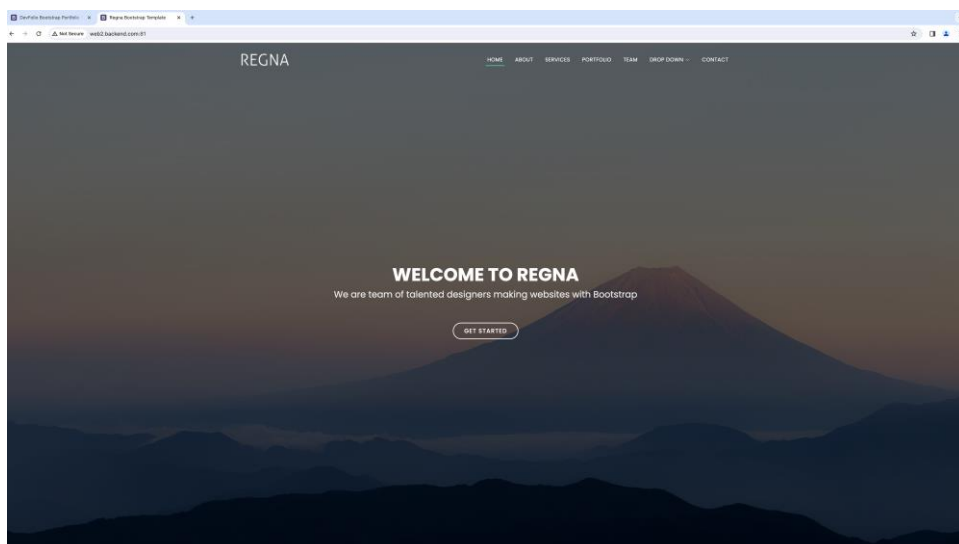 DevFolio Bootstrap Portfolio
Regna Bootstrap Template
Not Secure web2.backend.com:81
REGNA
HOME ABOUT SERVICES PORTFOLIO TEAM DROP DOWN CONTACT
WELCOME TO REGNA
We are team of talented designers making websites with Bootstrap
GET STARTED